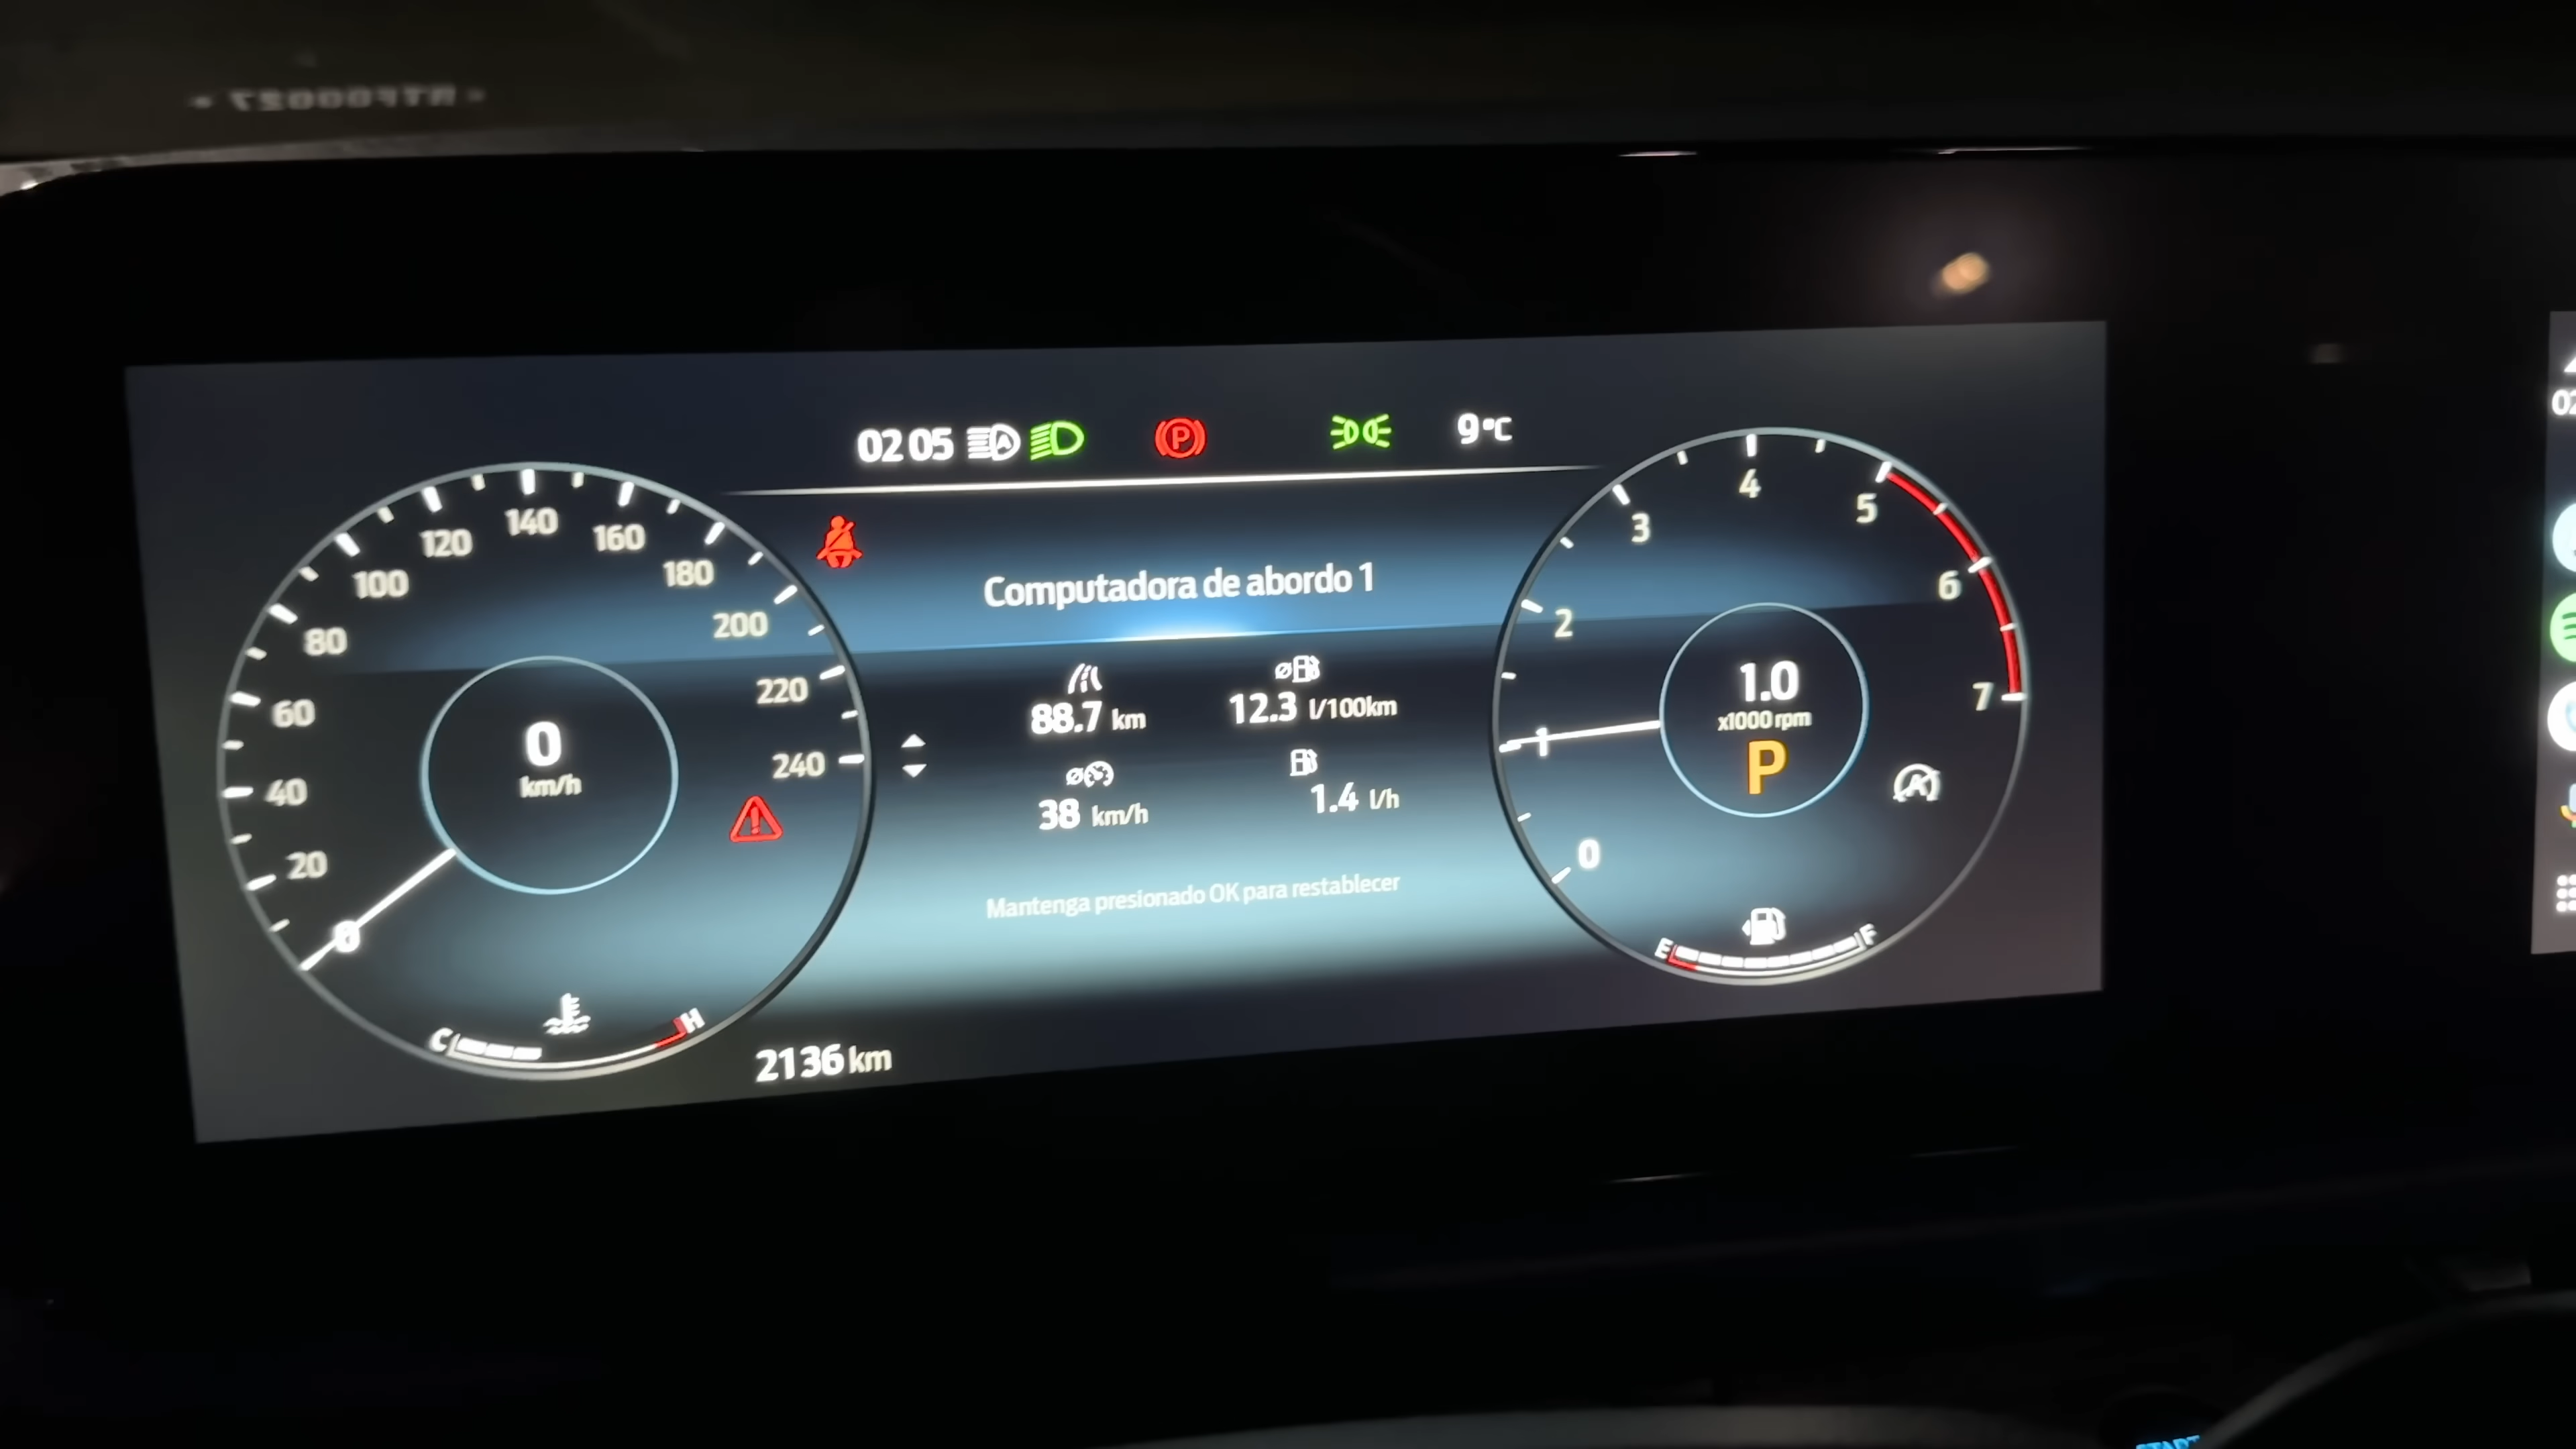 02 05 9°C
Computadora de abordo 1
88.7 km 12.3 l/100km
38 km/h 1.4 l/h
Mantenga presionado OK para restablecer
0
20
40
60
80
100
120
140
160
180
200
220
240
0
km/h
C H
2136 km
0
1
2
3
4
5
6
7
1.0
x1000 rpm
P
E F
START